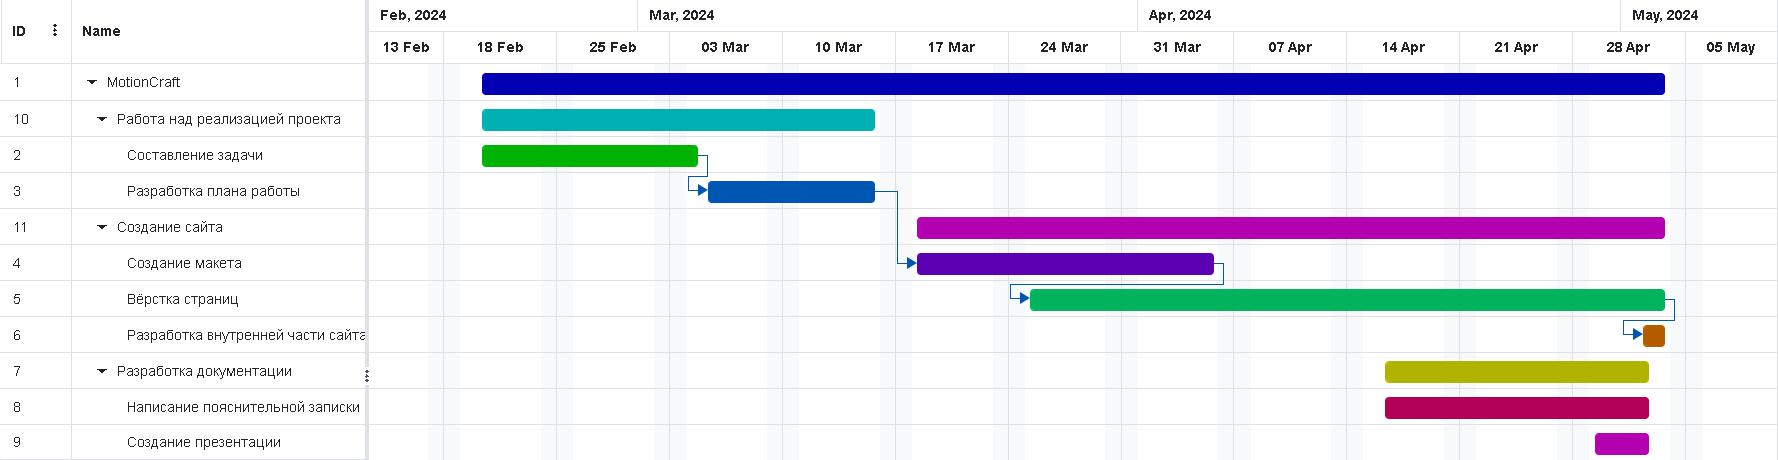 Feb, 2024 Mar, 2024 Apr, 2024 May, 2024
ID Name
13 Feb 18 Feb 25 Feb 03 Mar 10 Mar 17 Mar 24 Mar 31 Mar 07 Apr 14 Apr 21 Apr 28 Apr 05 May
1 MotionCraft
10 Работа над реализацией проекта
2 Составление задачи
3 Разработка плана работы
11 Создание сайта
4 Создание макета
5 Вёрстка страниц
6 Разработка внутренней части сайта
7 Разработка документации
8 Написание пояснительной записки
9 Создание презентации